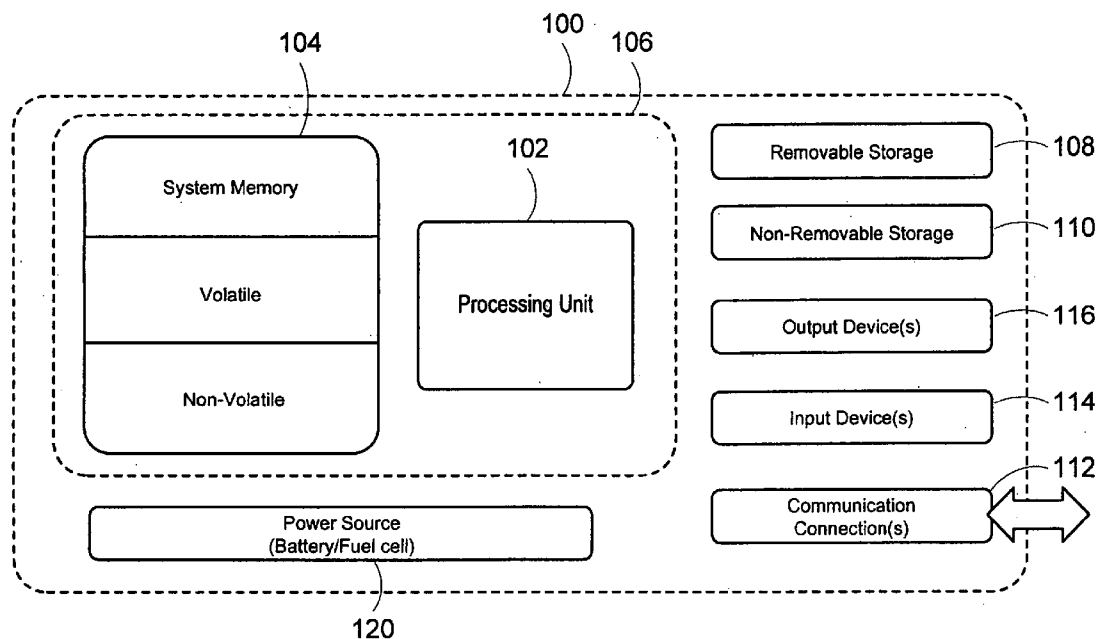 104
100
106
102
System Memory
Volatile
Non-Volatile
Processing Unit
Removable Storage
108
Non-Removable Storage
110
Output Device(s)
116
Input Device(s)
114
Communication
Connection(s)
112
Power Source
(Battery/Fuel cell)
120